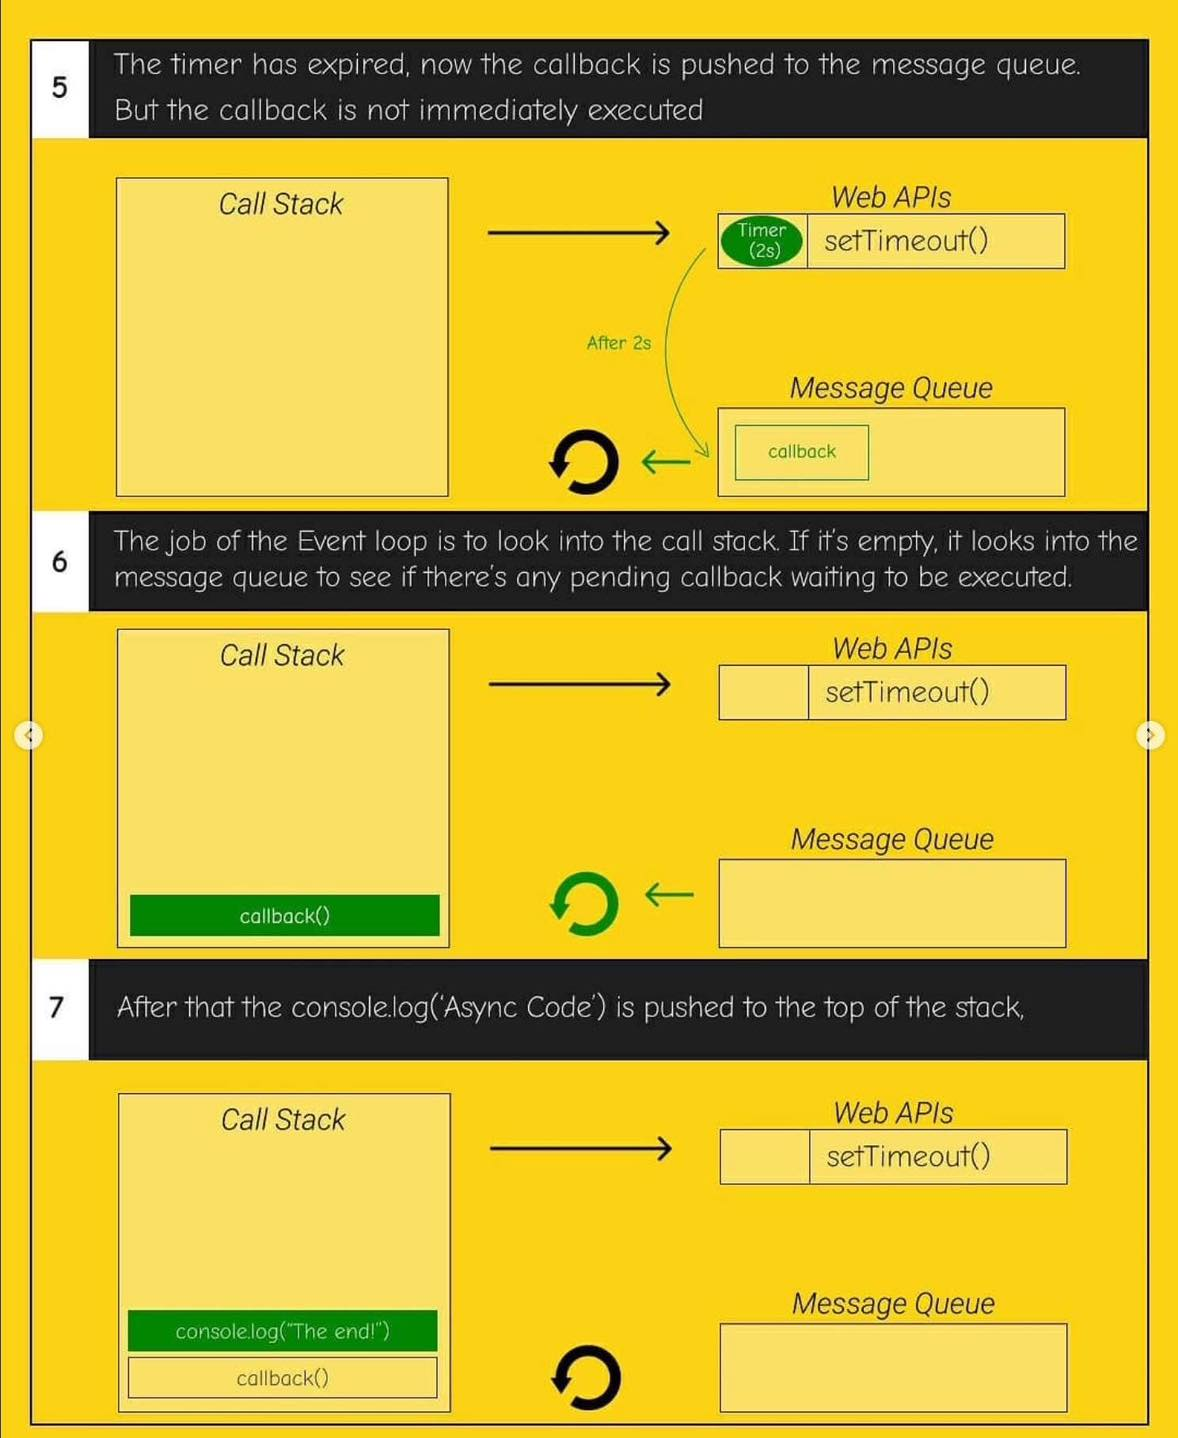 5
The timer has expired, now the callback is pushed to the message queue.
But the callback is not immediately executed
Call Stack
Web APIs
Timer
(2s)
setTimeout()
After 2s
Message Queue
callback
6
The job of the Event loop is to look into the call stack. If it's empty, it looks into the
message queue to see if there's any pending callback waiting to be executed.
Call Stack
Web APIs
setTimeout()
Message Queue
callback()
7
After that the console.log(‘Async Code’) is pushed to the top of the stack,
Call Stack
Web APIs
setTimeout()
Message Queue
console.log("The end!")
callback()